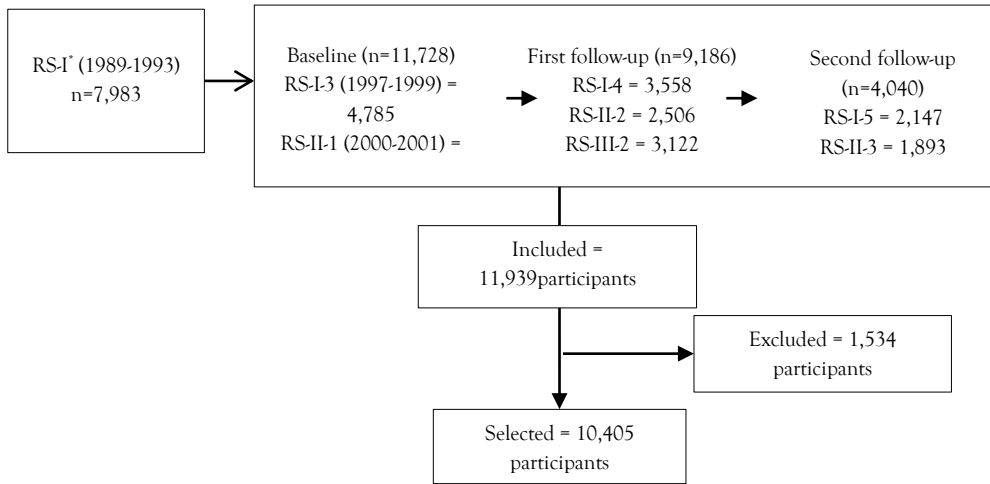 RS-I* (1989-1993)
n=7,983
Baseline (n=11,728)
RS-I-3 (1997-1999) =
4,785
RS-II-1 (2000-2001) =
First follow-up (n=9,186)
RS-I-4 = 3,558
RS-II-2 = 2,506
RS-III-2 = 3,122
Second follow-up
(n=4,040)
RS-I-5 = 2,147
RS-II-3 = 1,893
Included =
11,939participants
Excluded = 1,534
participants
Selected = 10,405
participants